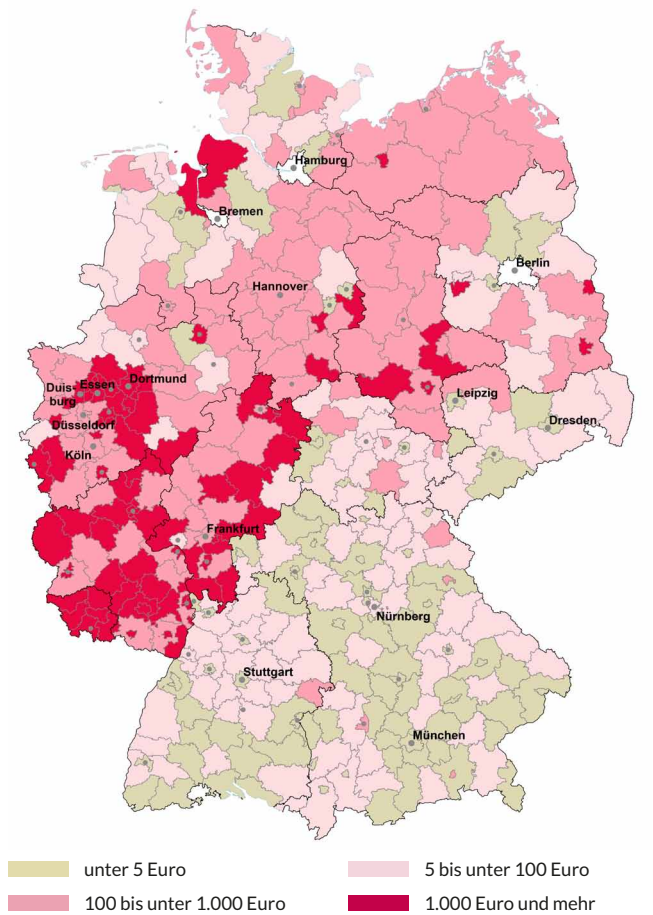 Hamburg
Bremen
Berlin
Hannover
Duis-
burg
Essen
Dortmund
Düsseldorf
Köln
Leipzig
Dresden
Frankfurt
Nürnberg
Stuttgart
München
unter 5 Euro
5 bis unter 100 Euro
100 bis unter 1.000 Euro
1.000 Euro und mehr